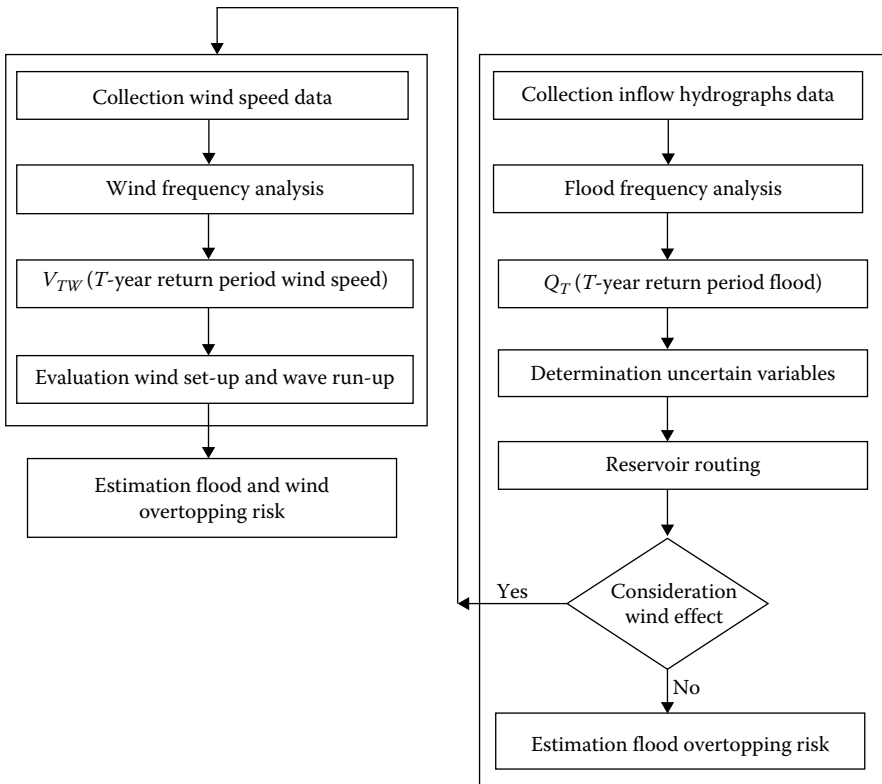 Collection wind speed data
Wind frequency analysis
V_TW (T-year return period wind speed)
Evaluation wind set-up and wave run-up
Estimation flood and wind
overtopping risk
Collection inflow hydrographs data
Flood frequency analysis
Q_T (T-year return period flood)
Determination uncertain variables
Reservoir routing
Consideration
wind effect
Yes
No
Estimation flood overtopping risk